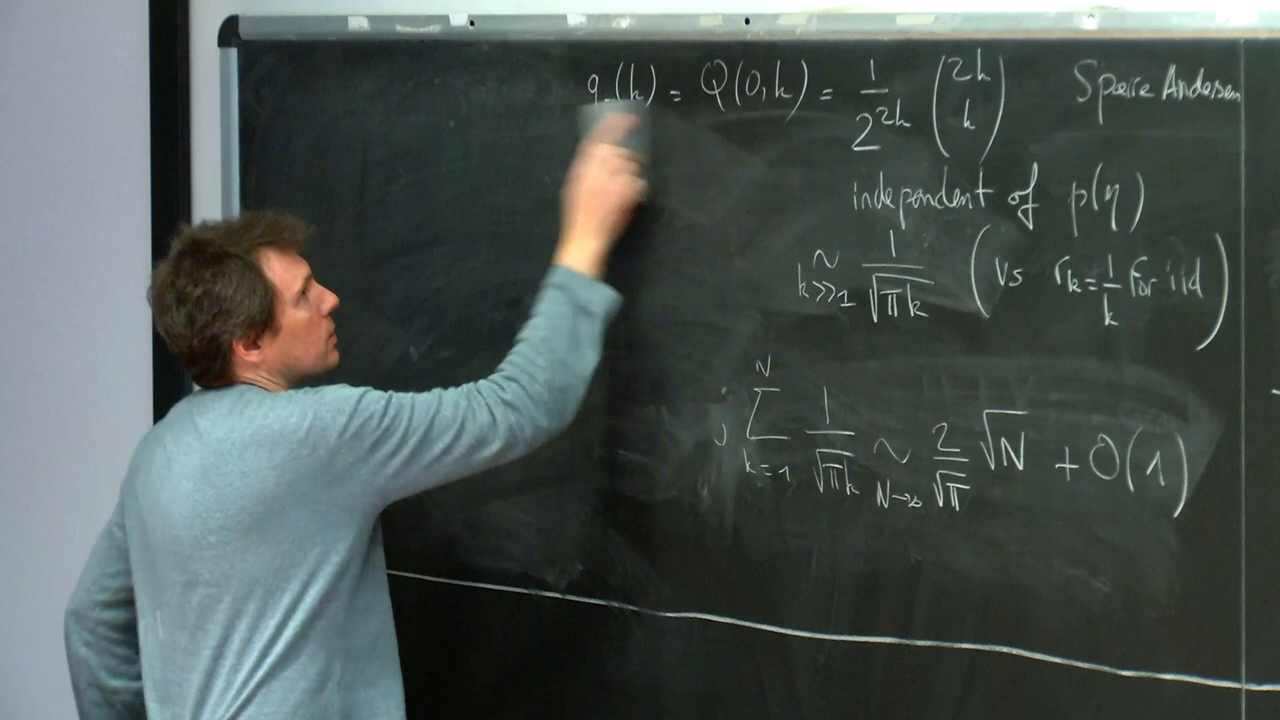 q_-(k) = Q(0,k) = 1/2^{2k} (2k k) Sparre Andersen
independent of p(η)
~ k>>1 1/√(πk) (vs r_k = 1/k for iid)
∑_{k=1}^{N} 1/√(πk) ~ N→∞ 2/√π √N + O(1)